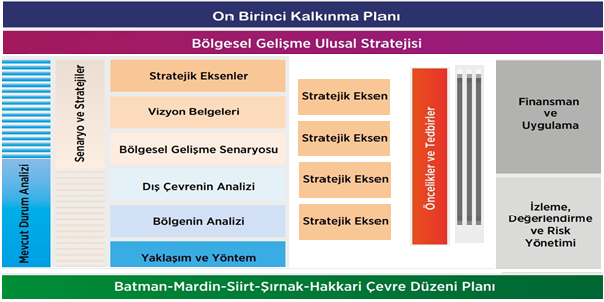 On Birinci Kalkınma Planı
Bölgesel Gelişme Ulusal Stratejisi
Mevcut Durum Analizi
Senaryo ve Stratejiler
Stratejik Eksenler
Vizyon Belgeleri
Bölgesel Gelişme Senaryosu
Dış Çevrenin Analizi
Bölgenin Analizi
Yaklaşım ve Yöntem
Stratejik Eksen
Stratejik Eksen
Stratejik Eksen
Stratejik Eksen
Öncelikler ve Tedbirler
Finansman
ve
Uygulama
İzleme,
Değerlendirme
ve Risk
Yönetimi
Batman-Mardin-Siirt-Şırnak-Hakkari Çevre Düzeni Planı